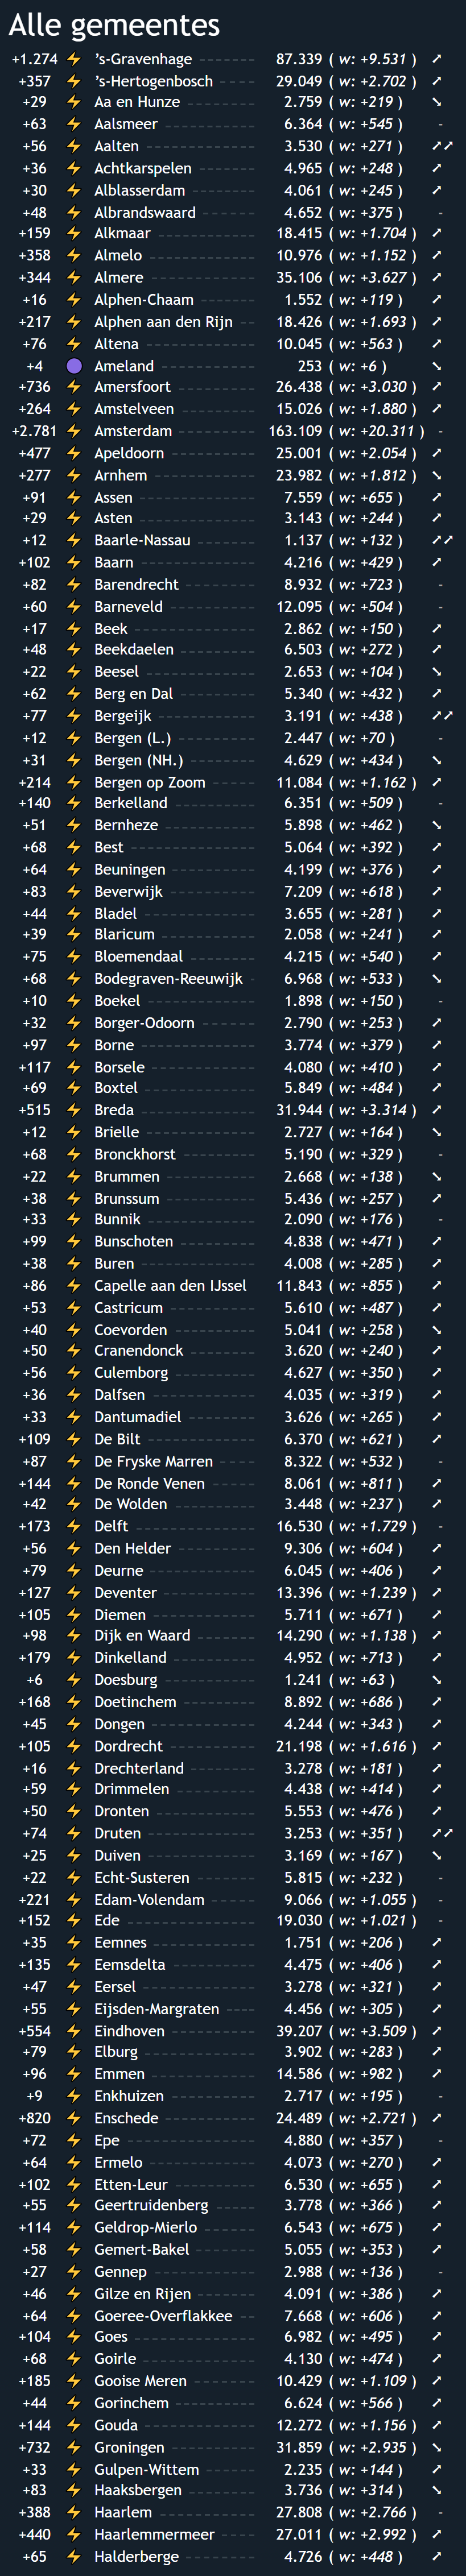 Alle gemeentes
+1.274 ⚡ ’s-Gravenhage ----- 87.339 ( w: +9.531 ) ➚
+357 ⚡ ’s-Hertogenbosch ---- 29.049 ( w: +2.702 ) ➚
+29 ⚡ Aa en Hunze 2.759 ( w: +219 ) ➘
+63 ⚡ Aalsmeer 6.364 ( w: +545 ) -
+56 ⚡ Aalten 3.530 ( w: +271 ) ➚➚
+36 ⚡ Achtkarspelen 4.965 ( w: +248 ) ➚
+30 ⚡ Alblasserdam 4.061 ( w: +245 ) ➚
+48 ⚡ Albrandswaard 4.652 ( w: +375 ) -
+159 ⚡ Alkmaar 18.415 ( w: +1.704 ) ➚
+358 ⚡ Almelo 10.976 ( w: +1.152 ) ➚
+344 ⚡ Almere 35.106 ( w: +3.627 ) ➚
+16 ⚡ Alphen-Chaam 1.552 ( w: +119 ) ➚
+217 ⚡ Alphen aan den Rijn 18.426 ( w: +1.693 ) ➚
+76 ⚡ Altena 10.045 ( w: +563 ) ➚
+4 Ameland 253 ( w: +6 ) ➘
+736 ⚡ Amersfoort 26.438 ( w: +3.030 ) ➚
+264 ⚡ Amstelveen 15.026 ( w: +1.880 ) ➚
+2.781 ⚡ Amsterdam 163.109 ( w: +20.311 ) -
+477 ⚡ Apeldoorn 25.001 ( w: +2.054 ) ➚
+277 ⚡ Arnhem 23.982 ( w: +1.812 ) ➘
+91 ⚡ Assen 7.559 ( w: +655 ) ➚
+29 ⚡ Asten 3.143 ( w: +244 ) ➚
+12 ⚡ Baarle-Nassau 1.137 ( w: +132 ) ➚➚
+102 ⚡ Baarn 4.216 ( w: +429 ) ➚
+82 ⚡ Barendrecht 8.932 ( w: +723 ) -
+60 ⚡ Barneveld 12.095 ( w: +504 ) -
+17 ⚡ Beek 2.862 ( w: +150 ) ➚
+48 ⚡ Beekdaelen 6.503 ( w: +272 ) ➚
+22 ⚡ Beesel 2.653 ( w: +104 ) ➘
+62 ⚡ Berg en Dal 5.340 ( w: +432 ) ➚
+77 ⚡ Bergeijk 3.191 ( w: +438 ) ➚➚
+12 ⚡ Bergen (L.) 2.447 ( w: +70 ) -
+31 ⚡ Bergen (NH.) 4.629 ( w: +434 ) ➘
+214 ⚡ Bergen op Zoom 11.084 ( w: +1.162 ) ➚
+140 ⚡ Berkelland 6.351 ( w: +509 ) -
+51 ⚡ Bernheze 5.898 ( w: +462 ) ➘
+68 ⚡ Best 5.064 ( w: +392 ) ➚
+64 ⚡ Beuningen 4.199 ( w: +376 ) ➚
+83 ⚡ Beverwijk 7.209 ( w: +618 ) ➚
+44 ⚡ Bladel 3.655 ( w: +281 ) ➚
+39 ⚡ Blaricum 2.058 ( w: +241 ) ➚
+75 ⚡ Bloemendaal 4.215 ( w: +540 ) ➚
+68 ⚡ Bodegraven-Reeuwijk 6.968 ( w: +533 ) ➘
+10 ⚡ Boekel 1.898 ( w: +150 ) -
+32 ⚡ Borger-Odoorn 2.790 ( w: +253 ) ➚
+97 ⚡ Borne 3.774 ( w: +379 ) ➚
+117 ⚡ Borsele 4.080 ( w: +410 ) ➚
+69 ⚡ Boxtel 5.849 ( w: +484 ) ➚
+515 ⚡ Breda 31.944 ( w: +3.314 ) ➚
+12 ⚡ Brielle 2.727 ( w: +164 ) ➘
+68 ⚡ Bronckhorst 5.190 ( w: +329 ) -
+22 ⚡ Brummen 2.668 ( w: +138 ) ➘
+38 ⚡ Brunssum 5.436 ( w: +257 ) ➚
+33 ⚡ Bunnik 2.090 ( w: +176 ) -
+99 ⚡ Bunschoten 4.838 ( w: +471 ) ➚
+38 ⚡ Buren 4.008 ( w: +285 ) ➚
+86 ⚡ Capelle aan den IJssel 11.843 ( w: +855 ) ➚
+53 ⚡ Castricum 5.610 ( w: +487 ) ➚
+40 ⚡ Coevorden 5.041 ( w: +258 ) ➘
+50 ⚡ Cranendonck 3.620 ( w: +240 ) ➚
+56 ⚡ Culemborg 4.627 ( w: +350 ) ➚
+36 ⚡ Dalfsen 4.035 ( w: +319 ) ➚
+33 ⚡ Dantumadiel 3.626 ( w: +265 ) ➚
+109 ⚡ De Bilt 6.370 ( w: +621 ) ➚
+87 ⚡ De Fryske Marren 8.322 ( w: +532 ) -
+144 ⚡ De Ronde Venen 8.061 ( w: +811 ) ➚
+42 ⚡ De Wolden 3.448 ( w: +237 ) ➚
+173 ⚡ Delft 16.530 ( w: +1.729 ) -
+56 ⚡ Den Helder 9.306 ( w: +604 ) ➚
+79 ⚡ Deurne 6.045 ( w: +406 ) ➚
+127 ⚡ Deventer 13.396 ( w: +1.239 ) ➚
+105 ⚡ Diemen 5.711 ( w: +671 ) ➚
+98 ⚡ Dijk en Waard 14.290 ( w: +1.138 ) ➚
+179 ⚡ Dinkelland 4.952 ( w: +713 ) ➚
+6 ⚡ Doesburg 1.241 ( w: +63 ) ➘
+168 ⚡ Doetinchem 8.892 ( w: +686 ) ➚
+45 ⚡ Dongen 4.244 ( w: +343 ) ➚
+105 ⚡ Dordrecht 21.198 ( w: +1.616 ) ➚
+16 ⚡ Drechterland 3.278 ( w: +181 ) ➚
+59 ⚡ Drimmelen 4.438 ( w: +414 ) ➚
+50 ⚡ Dronten 5.553 ( w: +476 ) ➚
+74 ⚡ Druten 3.253 ( w: +351 ) ➚➚
+25 ⚡ Duiven 3.169 ( w: +167 ) ➘
+22 ⚡ Echt-Susteren 5.815 ( w: +232 ) -
+221 ⚡ Edam-Volendam 9.066 ( w: +1.055 ) -
+152 ⚡ Ede 19.030 ( w: +1.021 ) -
+35 ⚡ Eemnes 1.751 ( w: +206 ) ➚
+135 ⚡ Eemsdelta 4.475 ( w: +406 ) ➚
+47 ⚡ Eersel 3.278 ( w: +321 ) ➚
+55 ⚡ Eijsden-Margraten 4.456 ( w: +305 ) ➚
+554 ⚡ Eindhoven 39.207 ( w: +3.509 ) ➚
+79 ⚡ Elburg 3.902 ( w: +283 ) ➚
+96 ⚡ Emmen 14.586 ( w: +982 ) ➚
+9 ⚡ Enkhuizen 2.717 ( w: +195 ) -
+820 ⚡ Enschede 24.489 ( w: +2.721 ) ➚
+72 ⚡ Epe 4.880 ( w: +357 ) -
+64 ⚡ Ermelo 4.073 ( w: +270 ) ➚
+102 ⚡ Etten-Leur 6.530 ( w: +655 ) ➚
+55 ⚡ Geertruidenberg 3.778 ( w: +366 ) ➚
+114 ⚡ Geldrop-Mierlo 6.543 ( w: +675 ) ➚
+58 ⚡ Gemert-Bakel 5.055 ( w: +353 ) ➚
+27 ⚡ Gennep 2.988 ( w: +136 ) -
+46 ⚡ Gilze en Rijen 4.091 ( w: +386 ) ➚
+64 ⚡ Goeree-Overflakkee 7.668 ( w: +606 ) ➚
+104 ⚡ Goes 6.982 ( w: +495 ) ➚
+68 ⚡ Goirle 4.130 ( w: +474 ) ➚
+185 ⚡ Gooise Meren 10.429 ( w: +1.109 ) ➚
+44 ⚡ Gorinchem 6.624 ( w: +566 ) ➚
+144 ⚡ Gouda 12.272 ( w: +1.156 ) ➚
+732 ⚡ Groningen 31.859 ( w: +2.935 ) ➘
+33 ⚡ Gulpen-Wittem 2.235 ( w: +144 ) ➚
+83 ⚡ Haaksbergen 3.736 ( w: +314 ) ➘
+388 ⚡ Haarlem 27.808 ( w: +2.766 ) -
+440 ⚡ Haarlemmermeer 27.011 ( w: +2.992 ) ➚
+65 ⚡ Halderberge 4.726 ( w: +448 ) ➚